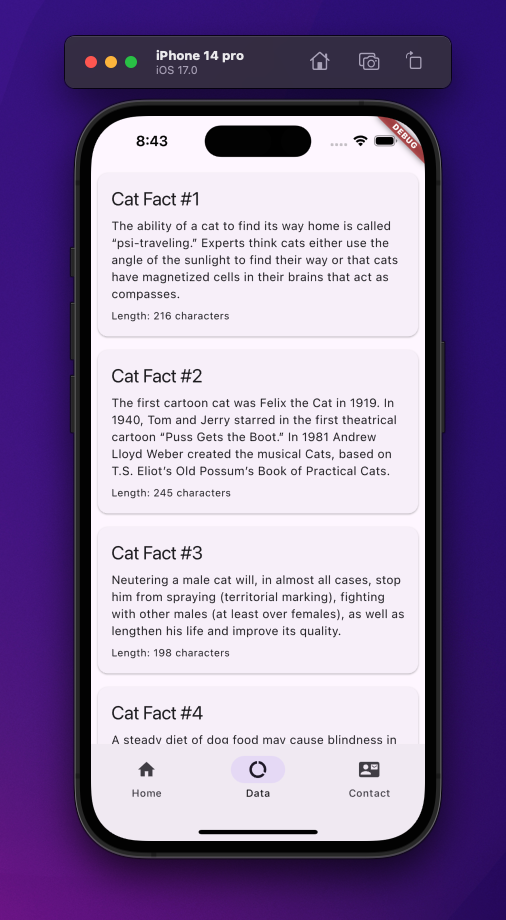 iPhone 14 pro
iOS 17.0
8:43
DEBUG
Cat Fact #1
The ability of a cat to find its way home is called
“psi-traveling.” Experts think cats either use the
angle of the sunlight to find their way or that cats
have magnetized cells in their brains that act as
compasses.
Length: 216 characters
Cat Fact #2
The first cartoon cat was Felix the Cat in 1919. In
1940, Tom and Jerry starred in the first theatrical
cartoon “Puss Gets the Boot.” In 1981 Andrew
Lloyd Weber created the musical Cats, based on
T.S. Eliot’s Old Possum’s Book of Practical Cats.
Length: 245 characters
Cat Fact #3
Neutering a male cat will, in almost all cases, stop
him from spraying (territorial marking), fighting
with other males (at least over females), as well as
lengthen his life and improve its quality.
Length: 198 characters
Cat Fact #4
A steady diet of dog food may cause blindness in
Home
Data
Contact